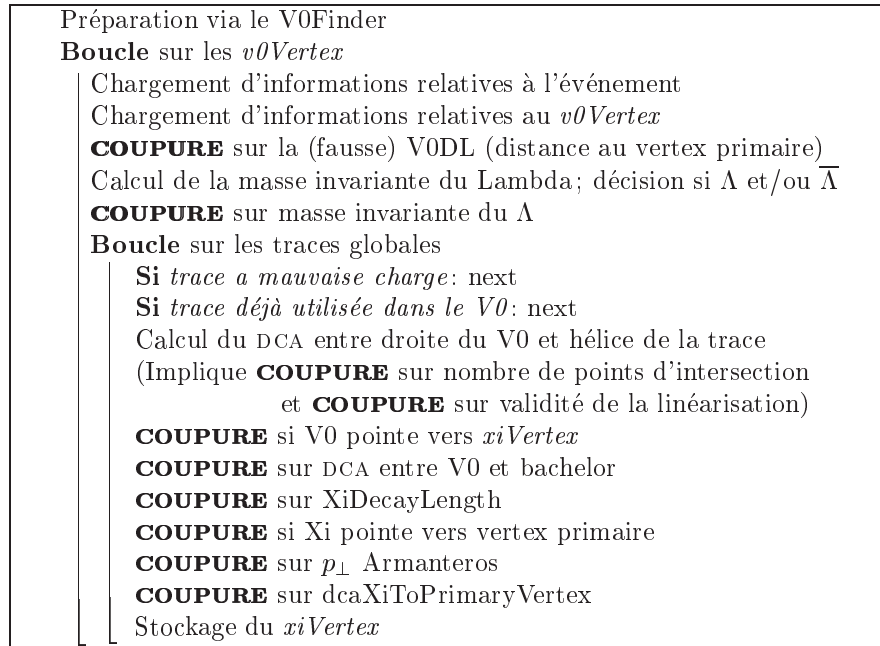 Préparation via le V0Finder
Boucle sur les v0Vertex
Chargement d'informations relatives à l'événement
Chargement d'informations relatives au v0Vertex
COUPURE sur la (fausse) V0DL (distance au vertex primaire)
Calcul de la masse invariante du Lambda; décision si Λ et/ou Λ̅
COUPURE sur masse invariante du Λ
Boucle sur les traces globales
Si trace a mauvaise charge: next
Si trace déjà utilisée dans le V0: next
Calcul du DCA entre droite du V0 et hélice de la trace
(Implique COUPURE sur nombre de points d'intersection
et COUPURE sur validité de la linéarisation)
COUPURE si V0 pointe vers xiVertex
COUPURE sur DCA entre V0 et bachelor
COUPURE sur XiDecayLength
COUPURE si Xi pointe vers vertex primaire
COUPURE sur p⊥ Armanteros
COUPURE sur dcaXiToPrimaryVertex
Stockage du xiVertex